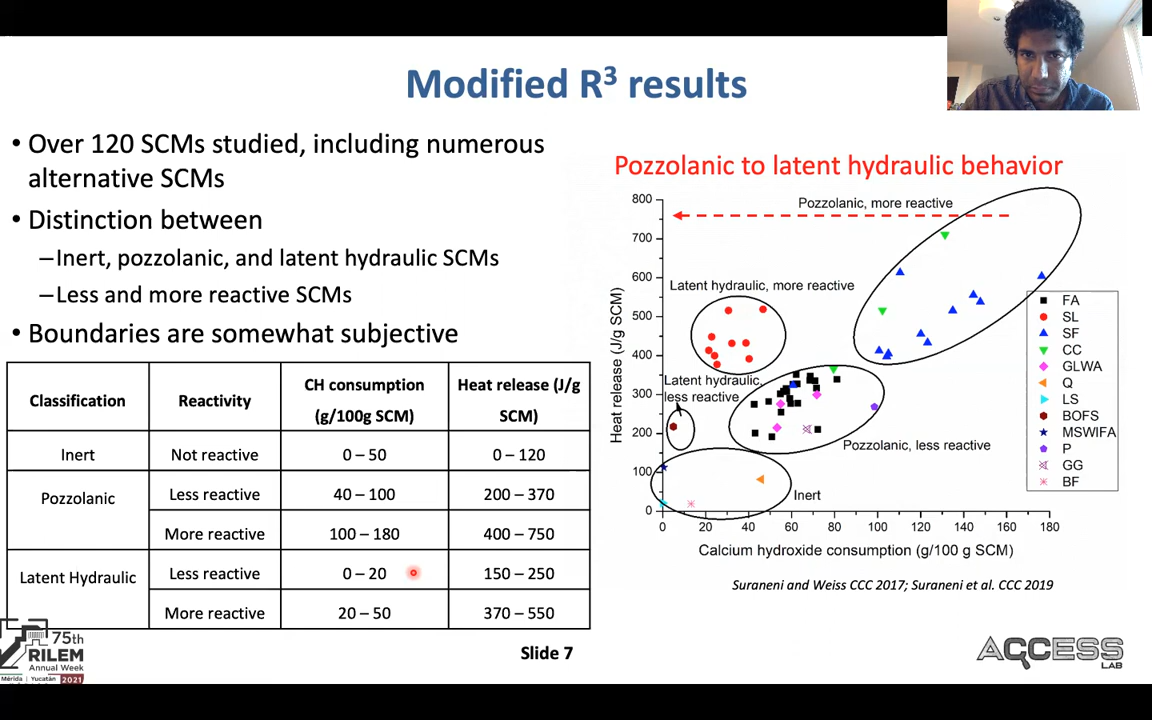 Modified R³ results
• Over 120 SCMs studied, including numerous
alternative SCMs
• Distinction between
–Inert, pozzolanic, and latent hydraulic SCMs
–Less and more reactive SCMs
• Boundaries are somewhat subjective
Classification Reactivity CH consumption (g/100g SCM) Heat release (J/g SCM)
Inert Not reactive 0 – 50 0 – 120
Pozzolanic Less reactive 40 – 100 200 – 370
More reactive 100 – 180 400 – 750
Latent Hydraulic Less reactive 0 – 20 150 – 250
More reactive 20 – 50 370 – 550
Pozzolanic to latent hydraulic behavior
Heat release (J/g SCM)
800
700
600
500
400
300
200
100
0
Pozzolanic, more reactive
Latent hydraulic, more reactive
Latent hydraulic,
less reactive
Pozzolanic, less reactive
Inert
FA
SL
SF
CC
GLWA
Q
LS
BOFS
MSWIFA
P
GG
BF
0 20 40 60 80 100 120 140 160 180
Calcium hydroxide consumption (g/100 g SCM)
Suraneni and Weiss CCC 2017; Suraneni et al. CCC 2019
75th
RILEM
Annual Week
Mérida | Yucatán 2021
Slide 7
ACCESS
LAB